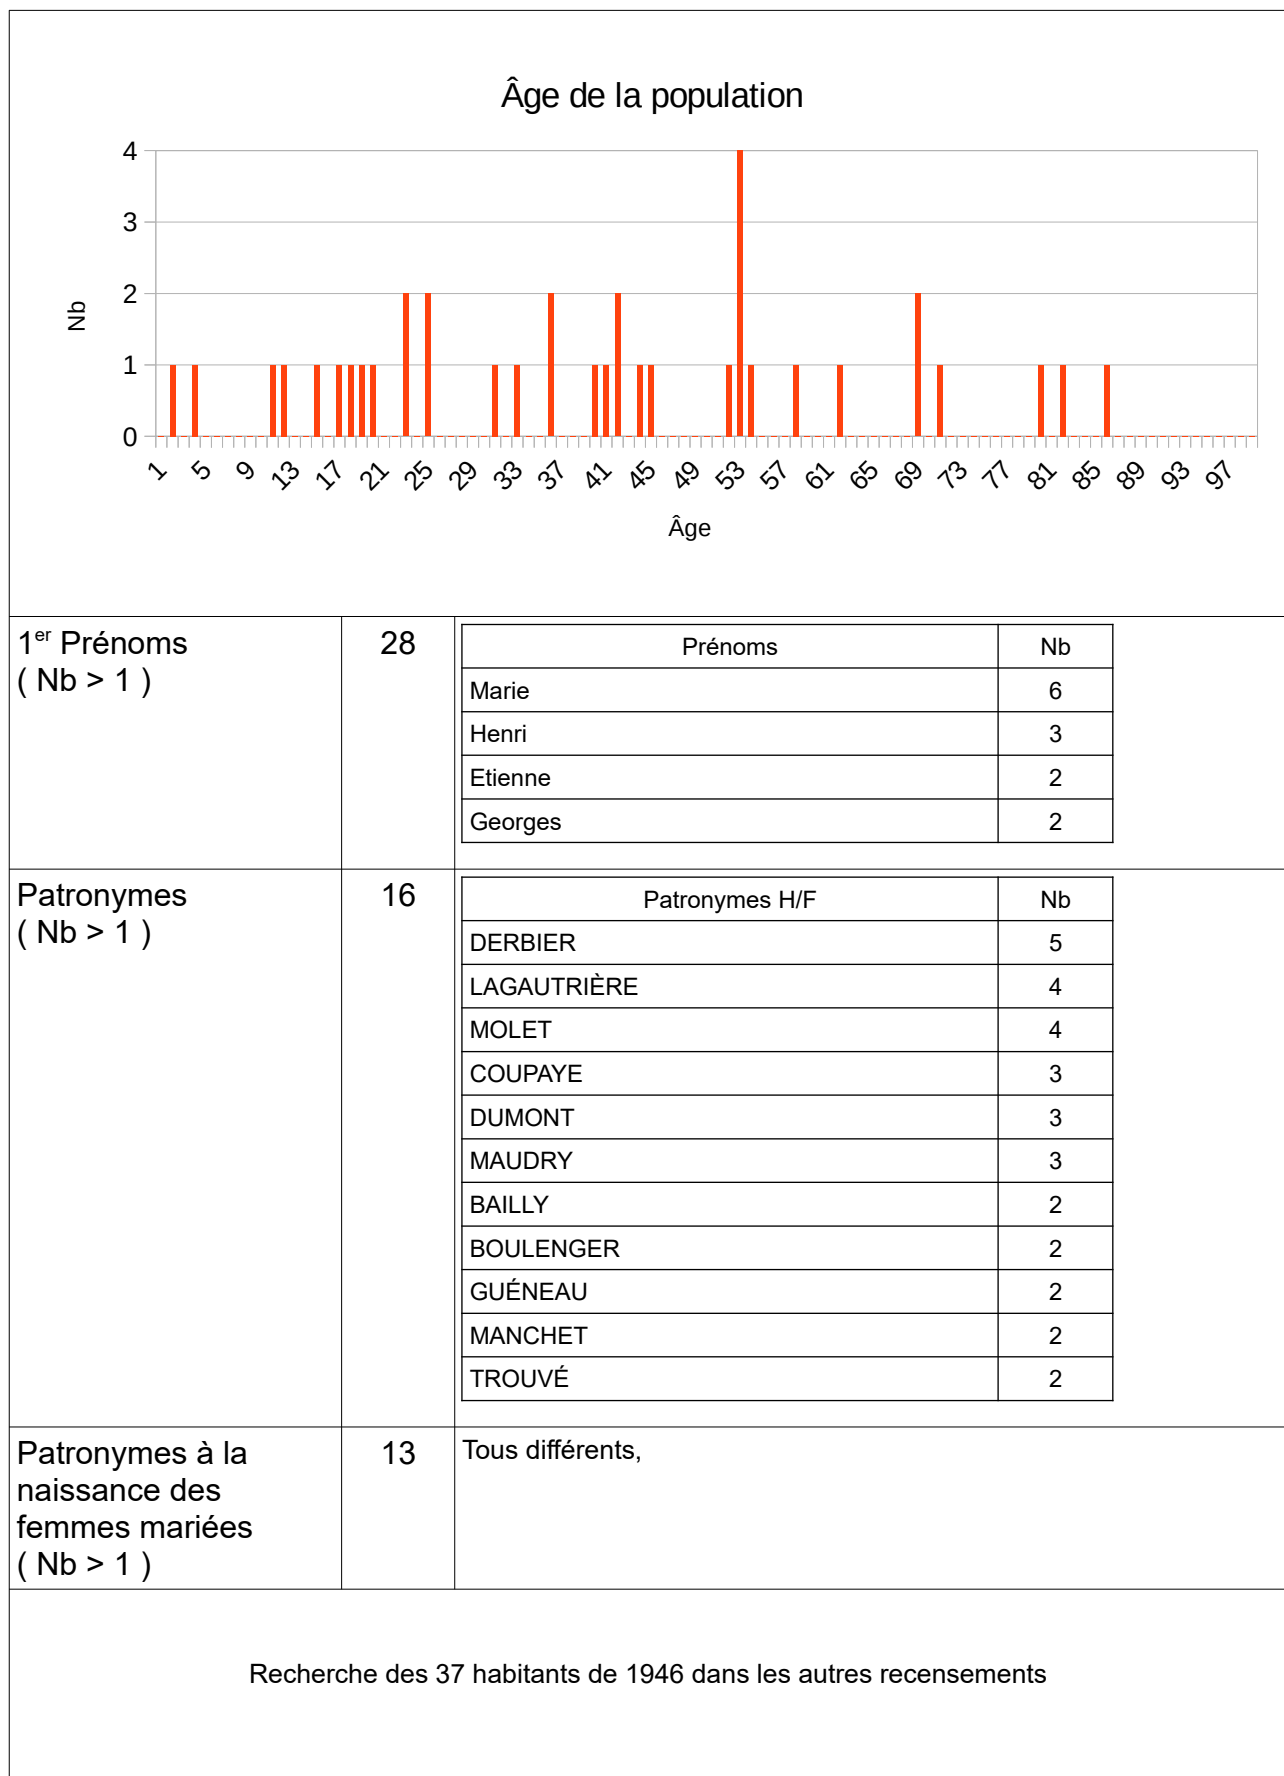 Âge de la population
4
3
2
1
0
Nb
1 5 9 13 17 21 25 29 33 37 41 45 49 53 57 61 65 69 73 77 81 85 89 93 97
Âge
1er Prénoms
( Nb > 1 )
28
Prénoms Nb
Marie 6
Henri 3
Etienne 2
Georges 2
Patronymes
( Nb > 1 )
16
Patronymes H/F Nb
DERBIER 5
LAGAUTRIÈRE 4
MOLET 4
COUPAYE 3
DUMONT 3
MAUDRY 3
BAILLY 2
BOULENGER 2
GUÉNEAU 2
MANCHET 2
TROUVÉ 2
Patronymes à la
naissance des
femmes mariées
( Nb > 1 )
13
Tous différents,
Recherche des 37 habitants de 1946 dans les autres recensements